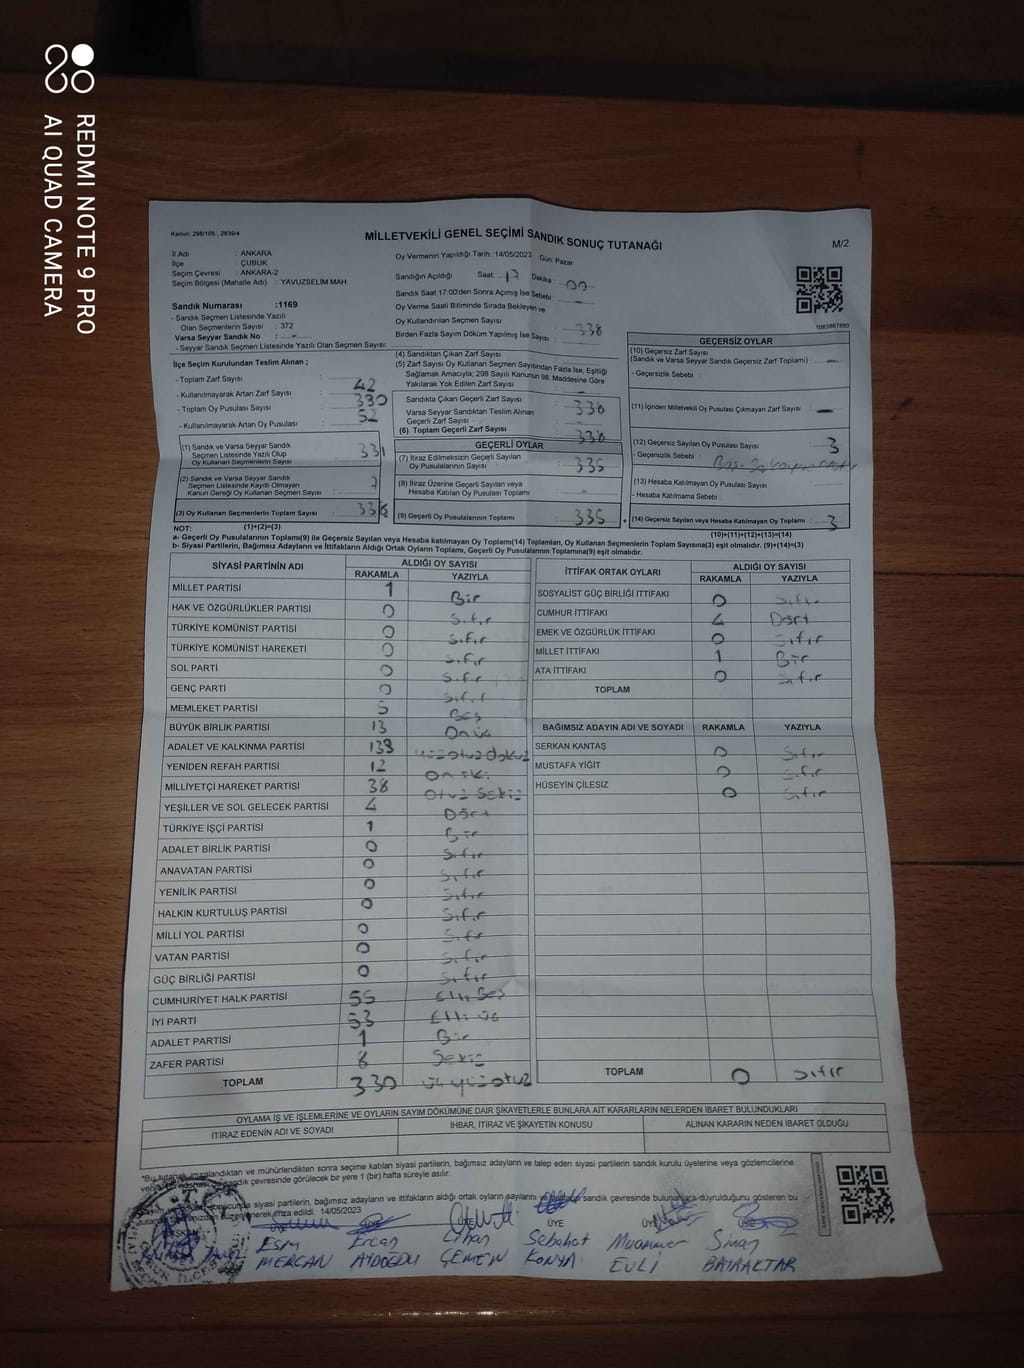 REDMI NOTE 9 PRO
AI QUAD CAMERA
Kanun; 298/105 , 2839/4
MİLLETVEKİLİ GENEL SEÇİMİ SANDIK SONUÇ TUTANAĞI
M/2
İl Adı : ANKARA
İlçe : ÇUBUK
Seçim Çevresi : ANKARA-2
Seçim Bölgesi (Mahalle Adı) : YAVUZSELİM MAH.
Sandık Numarası :1169
- Sandık Seçmen Listesinde Yazılı
Olan Seçmenlerin Sayısı : 372
Varsa Seyyar Sandık No : -
- Seyyar Sandık Seçmen Listesinde Yazılı Olan Seçmen Sayısı:
Oy Vermenin Yapıldığı Tarih :14/05/2023 Gün: Pazar
Sandığın Açıldığı Saat: 17 Dakika: 00
Sandık Saat 17:00'den Sonra Açımış İse Sebebi: -
Oy Verme Saati Bitiminde Sırada Bekleyen ve
Oy Kullandırılan Seçmen Sayısı : 338
Birden Fazla Sayım Döküm Yapılmış İse Sayısı :
1083867880
İlçe Seçim Kurulundan Teslim Alınan ;
- Toplam Zarf Sayısı :
- Kullanılmayarak Artan Zarf Sayısı : 42
- Toplam Oy Pusulası Sayısı : 330
- Kullanılmayarak Artan Oy Pusulası : 52
(1) Sandık ve Varsa Seyyar Sandık
Seçmen Listesinde Yazılı Olup
Oy Kullanan Seçmenlerin Sayısı : 331
(2) Sandık ve Varsa Seyyar Sandık
Seçmen Listesinde Kayıtlı Olmayan
Kanun Gereği Oy Kullanan Seçmen Sayısı : 7
(3) Oy Kullanan Seçmenlerin Toplam Sayısı : 338
(4) Sandıktan Çıkan Zarf Sayısı
(5) Zarf Sayısı Oy Kullanan Seçmen Sayısından Fazla İse, Eşitliği
Sağlamak Amacıyla; 298 Sayılı Kanunun 98. Maddesine Göre
Yakılarak Yok Edilen Zarf Sayısı :
Sandıkta Çıkan Geçerli Zarf Sayısı : 338
Varsa Seyyar Sandıktan Teslim Alınan
Geçerli Zarf Sayısı : -
(6) Toplam Geçerli Zarf Sayısı : 338
GEÇERLİ OYLAR
(7) İtiraz Edilmeksizin Geçerli Sayılan
Oy Pusulalarının Sayısı : 335
(8) İtiraz Üzerine Geçerli Sayılan veya
Hesaba Katılan Oy Pusulası Toplamı : -
(9) Geçerli Oy Pusulalarının Toplamı : 335
GEÇERSİZ OYLAR
(10) Geçersiz Zarf Sayısı
(Sandık ve Varsa Seyyar Sandık Geçersiz Zarf Toplamı) : -
- Geçersizlik Sebebi :
(11) İçinden Milletvekili Oy Pusulası Çıkmayan Zarf Sayısı : -
(12) Geçersiz Sayılan Oy Pusulası Sayısı : 3
- Geçersizlik Sebebi :
(13) Hesaba Katılmayan Oy Pusulası Sayısı :
- Hesaba Katılmama Sebebi :
(14) Geçersiz Sayılan veya Hesaba Katılmayan Oy Toplamı : 3
NOT: (1)+(2)=(3)
(10)+(11)+(12)+(13)=(14)
a- Geçerli Oy Pusulalarının Toplamı(9) ile Geçersiz Sayılan veya Hesaba Katılmayan Oy Toplamı(14) Toplamları, Oy Kullanan Seçmenlerin Toplam Sayısına(3) eşit olmalıdır. (9)+(14)=(3)
b- Siyasi Partilerin, Bağımsız Adayların ve İttifakların Aldığı Ortak Oyların Toplamı, Geçerli Oy Pusulalarının Toplamına(9) eşit olmalıdır.
SİYASİ PARTİNİN ADI ALDIĞI OY SAYISI
RAKAMLA YAZIYLA
MİLLET PARTİSİ 1 Bir
HAK VE ÖZGÜRLÜKLER PARTİSİ 0 Sıfır
TÜRKİYE KOMÜNİST PARTİSİ 0 Sıfır
TÜRKİYE KOMÜNİST HAREKETİ 0 Sıfır
SOL PARTİ 0 Sıfır
GENÇ PARTİ 0 Sıfır
MEMLEKET PARTİSİ 5 Beş
BÜYÜK BİRLİK PARTİSİ 13 Onüç
ADALET VE KALKINMA PARTİSİ 139 yüzotuzdokuz
YENİDEN REFAH PARTİSİ 12 Oniki
MİLLİYETÇİ HAREKET PARTİSİ 38 Otuz Sekiz
YEŞİLLER VE SOL GELECEK PARTİSİ 4 Dört
TÜRKİYE İŞÇİ PARTİSİ 1 Bir
ADALET BİRLİK PARTİSİ 0 Sıfır
ANAVATAN PARTİSİ 0 Sıfır
YENİLİK PARTİSİ 0 Sıfır
HALKIN KURTULUŞ PARTİSİ 0 Sıfır
MİLLİ YOL PARTİSİ 0 Sıfır
VATAN PARTİSİ 0 Sıfır
GÜÇ BİRLİĞİ PARTİSİ 0 Sıfır
CUMHURİYET HALK PARTİSİ 55 Elli Beş
İYİ PARTİ 53 Elli üç
ADALET PARTİSİ 1 Bir
ZAFER PARTİSİ 8 Sekiz
TOPLAM 330 üçyüzotuz
İTTİFAK ORTAK OYLARI ALDIĞI OY SAYISI
RAKAMLA YAZIYLA
SOSYALİST GÜÇ BİRLİĞİ İTTİFAKI 0 Sıfır
CUMHUR İTTİFAKI 4 Dört
EMEK VE ÖZGÜRLÜK İTTİFAKI 0 Sıfır
MİLLET İTTİFAKI 1 Bir
ATA İTTİFAKI 0 Sıfır
TOPLAM
BAĞIMSIZ ADAYIN ADI VE SOYADI RAKAMLA YAZIYLA
SERKAN KANTAŞ 0 Sıfır
MUSTAFA YİĞİT 0 Sıfır
HÜSEYİN ÇİLESİZ 0 Sıfır
TOPLAM 0 Sıfır
OYLAMA İŞ VE İŞLEMLERİNE VE OYLARIN SAYIM DÖKÜMÜNE DAİR ŞİKAYETLERLE BUNLARA AİT KARARLARIN NELERDEN İBARET BULUNDUKLARI
İTİRAZ EDENİN ADI VE SOYADI İHBAR, İTİRAZ VE ŞİKAYETİN KONUSU ALINAN KARARIN NEDEN İBARET OLDUĞU
"Bu tutanak imzalandıktan ve mühürlendikten sonra seçime katılan siyasi partilerin, bağımsız adayların ve talep eden siyasi partilerin sandık kurulu üyelerine veya gözlemcilerine
sandık çevresinde görülecek bir yere 1 (bir) hafta süreyle asılır.
siyasi partilerin, bağımsız adayların ve ittifakların aldığı ortak oyların sayılarını ve sandık çevresinde bulunanlara duyrulduğunu gösteren bu
imza edildi. 14/05/2023
ÜYE ÜYE ÜYE ÜYE
Esin Ercan Cihan Sebahat Muammer Sinan
MERCAN AYDOĞDU ÇEMEN KONYA EVLİ BAYRAKTAR